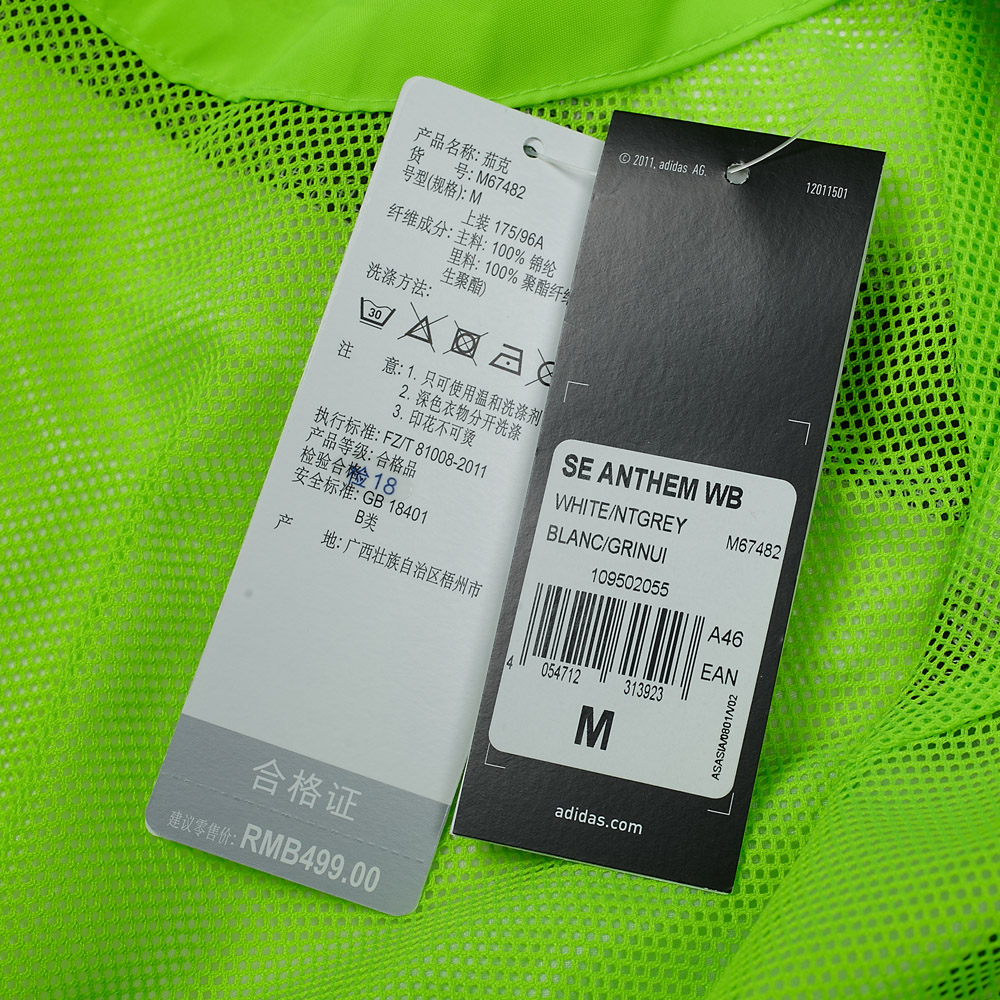 产品名称: 茄克
货 号: M67482
号型(规格): M
上装 175/96A
纤维成分: 主料: 100% 锦纶
里料: 100% 聚酯纤
生聚酯)
洗涤方法:
30
注 意: 1. 只可使用温和洗涤剂
2. 深色衣物分开洗涤
3. 印花不可烫
执行标准: FZ/T 81008-2011
产品等级: 合格品
检验合格
检18
安全标准: GB 18401
B类
产 地: 广西壮族自治区梧州市
合格证
建议零售价: RMB499.00
© 2011, adidas AG.
12011501
SE ANTHEM WB
WHITE/NTGREY
M67482
BLANC/GRINUI
109502055
A46
EAN
4 054712 313923
M
ASASIA/0801/V02
adidas.com